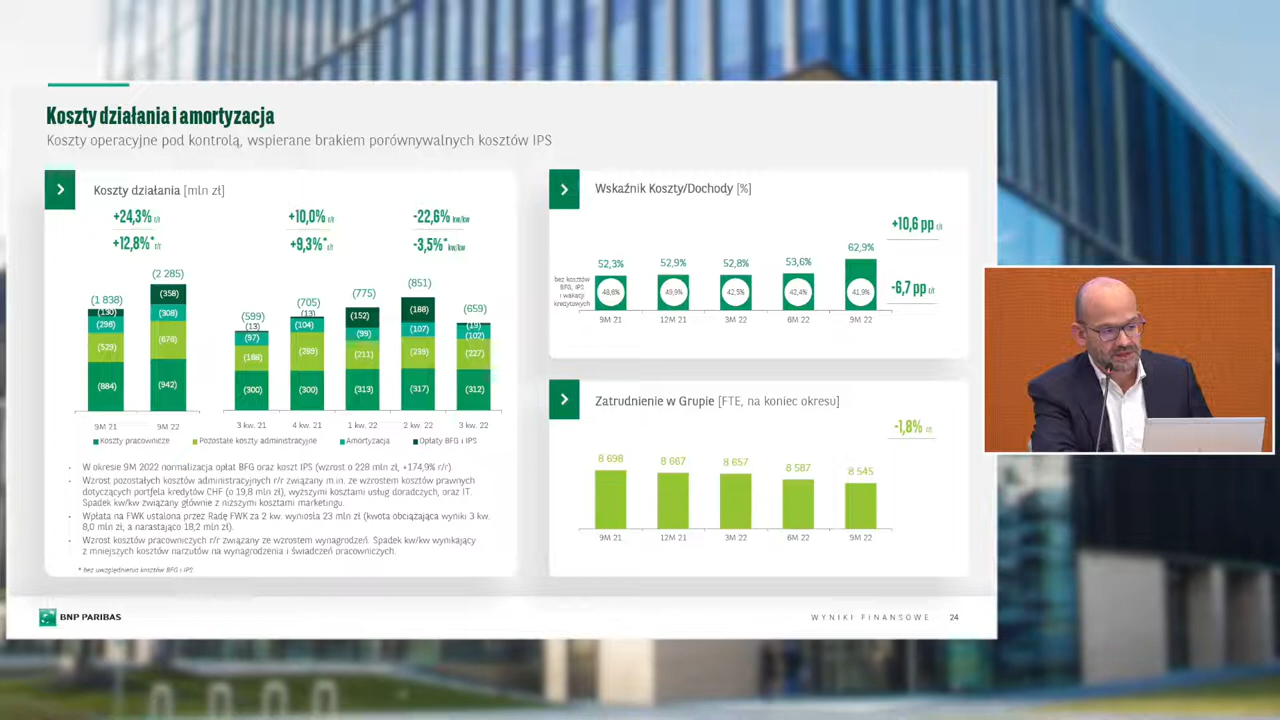 Koszty działania i amortyzacja
Koszty operacyjne pod kontrolą, wspierane brakiem porównywalnych kosztów IPS
Koszty działania [mln zł]
+24,3% r/r
+10,0% r/r
-22,6% kw/kw
+12,8%* r/r
+9,3%* r/r
-3,5%* kw/kw
(1 838)
(130)
(296)
(529)
(884)
9M 21
(2 285)
(358)
(308)
(676)
(942)
9M 22
(599)
(13)
(97)
(188)
(300)
3 kw. 21
(705)
(13)
(104)
(289)
(300)
4 kw. 21
(775)
(152)
(99)
(211)
(313)
1 kw. 22
(851)
(188)
(107)
(239)
(317)
2 kw. 22
(659)
(19)
(102)
(227)
(312)
3 kw. 22
Koszty pracownicze
Pozostałe koszty administracyjne
Amortyzacja
Opłaty BFG i IPS
W okresie 9M 2022 normalizacja opłat BFG oraz koszt IPS (wzrost o 228 mln zł, +174,9% r/r)
Wzrost pozostałych kosztów administracyjnych r/r związany m.in. ze wzrostem kosztów prawnych
dotyczących portfela kredytów CHF (o 19,8 mln zł), wyższymi kosztami usług doradczych, oraz IT.
Spadek kw/kw związany głównie z niższymi kosztami marketingu.
Wpłata na FWK ustalona przez Radę FWK za 2 kw. wyniosła 23 mln zł (kwota obciążająca wyniki 3 kw.
8,0 mln zł, a narastająco 18,2 mln zł).
Wzrost kosztów pracowniczych r/r związany ze wzrostem wynagrodzeń. Spadek kw/kw wynikający
z mniejszych kosztów narzutów na wynagrodzenia i świadczeń pracowniczych.
* bez uwzględnienia kosztów BFG i IPS
Wskaźnik Koszty/Dochody [%]
+10,6 pp r/r
-6,7 pp r/r
bez kosztów
BFG, IPS
i wakacji
kredytowych
52,3%
52,9%
52,8%
53,6%
62,9%
48,6%
49,9%
42,5%
42,4%
41,9%
9M 21
12M 21
3M 22
6M 22
9M 22
Zatrudnienie w Grupie [FTE, na koniec okresu]
-1,8% r/r
8 698
8 667
8 657
8 587
8 545
9M 21
12M 21
3M 22
6M 22
9M 22
BNP PARIBAS
WYNIKI FINANSOWE 24